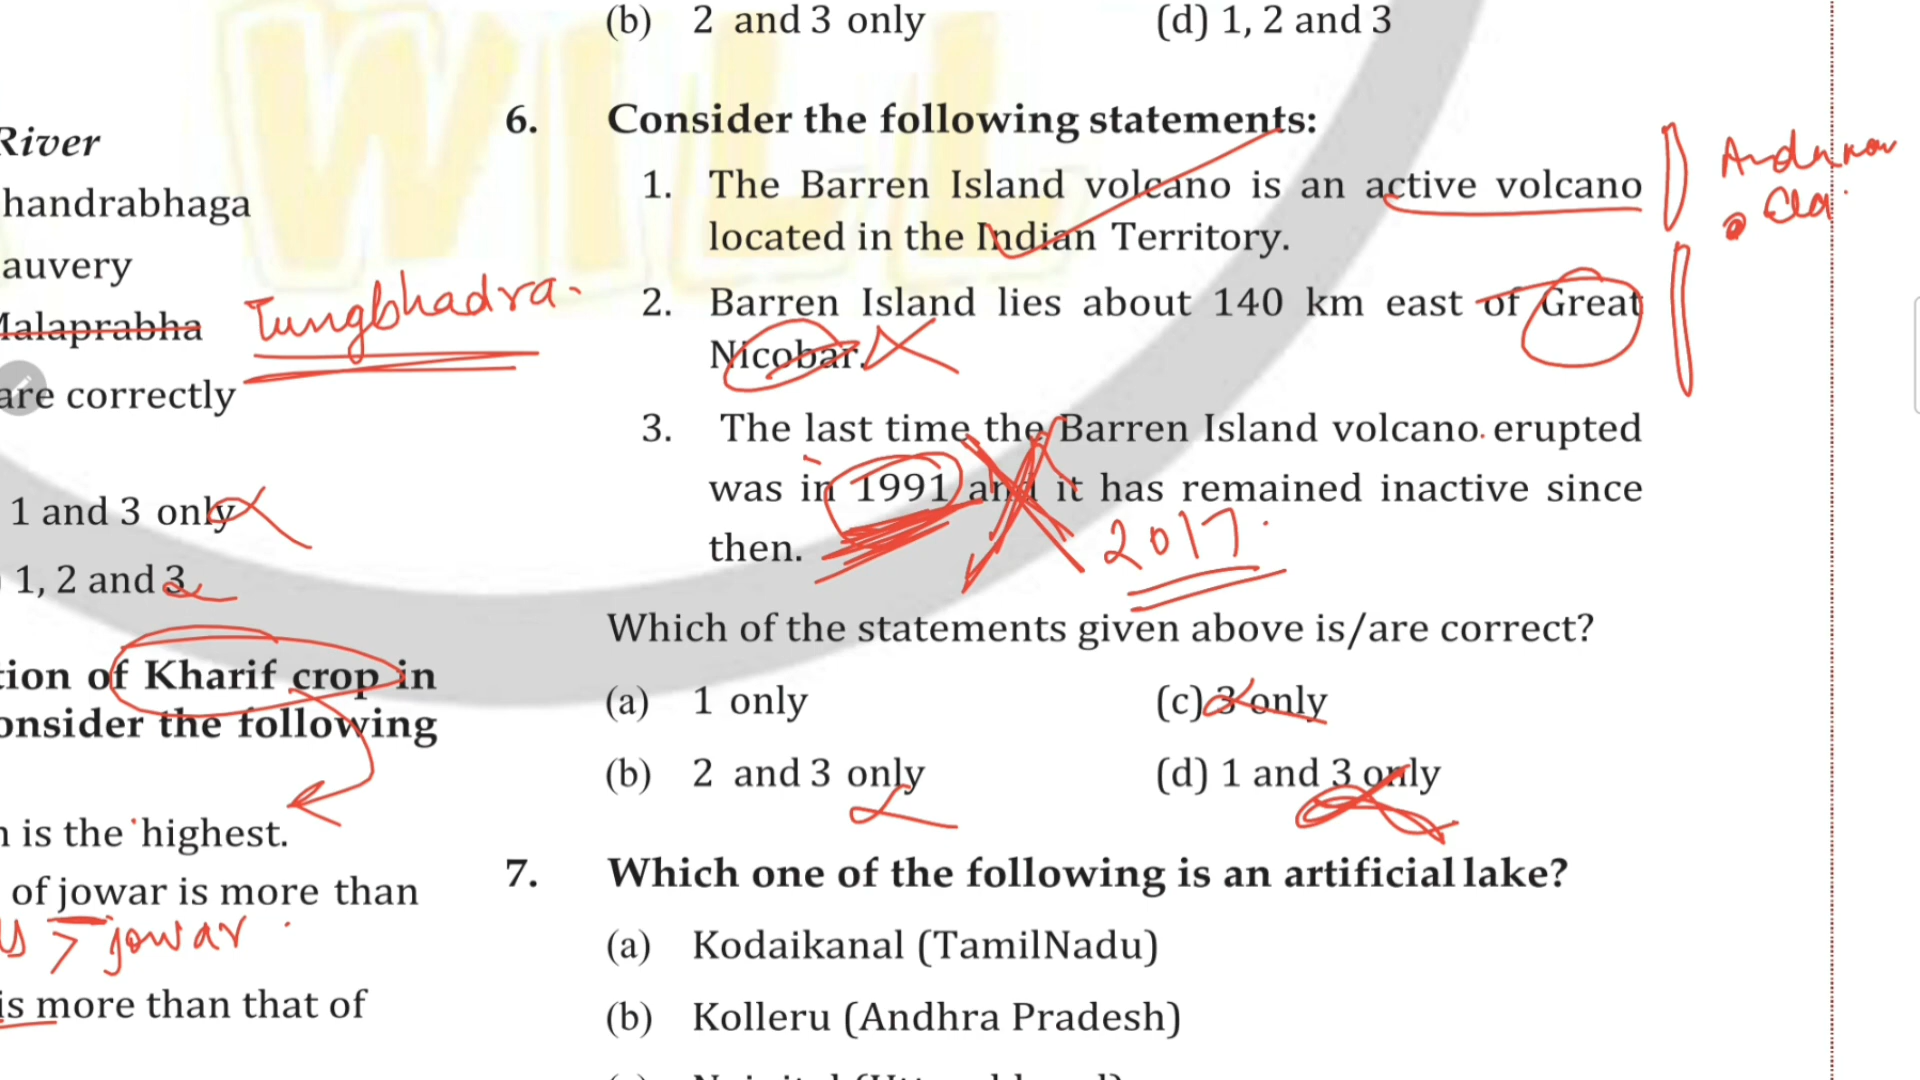 River
handrabhaga
auvery
Malaprabha Tungbhadra.
are correctly
1 and 3 only
1, 2 and 3
tion of Kharif crop in
onsider the following
is the highest.
of jowar is more than
> jowar
is more than that of
(b) 2 and 3 only (d) 1, 2 and 3
6. Consider the following statements:
1. The Barren Island volcano is an active volcano
located in the Indian Territory.
2. Barren Island lies about 140 km east of Great
Nicobar.
3. The last time the Barren Island volcano erupted
was in 1991 and it has remained inactive since
then. 2017.
Which of the statements given above is/are correct?
(a) 1 only (c) 3 only
(b) 2 and 3 only (d) 1 and 3 only
7. Which one of the following is an artificial lake?
(a) Kodaikanal (TamilNadu)
(b) Kolleru (Andhra Pradesh)
WILL